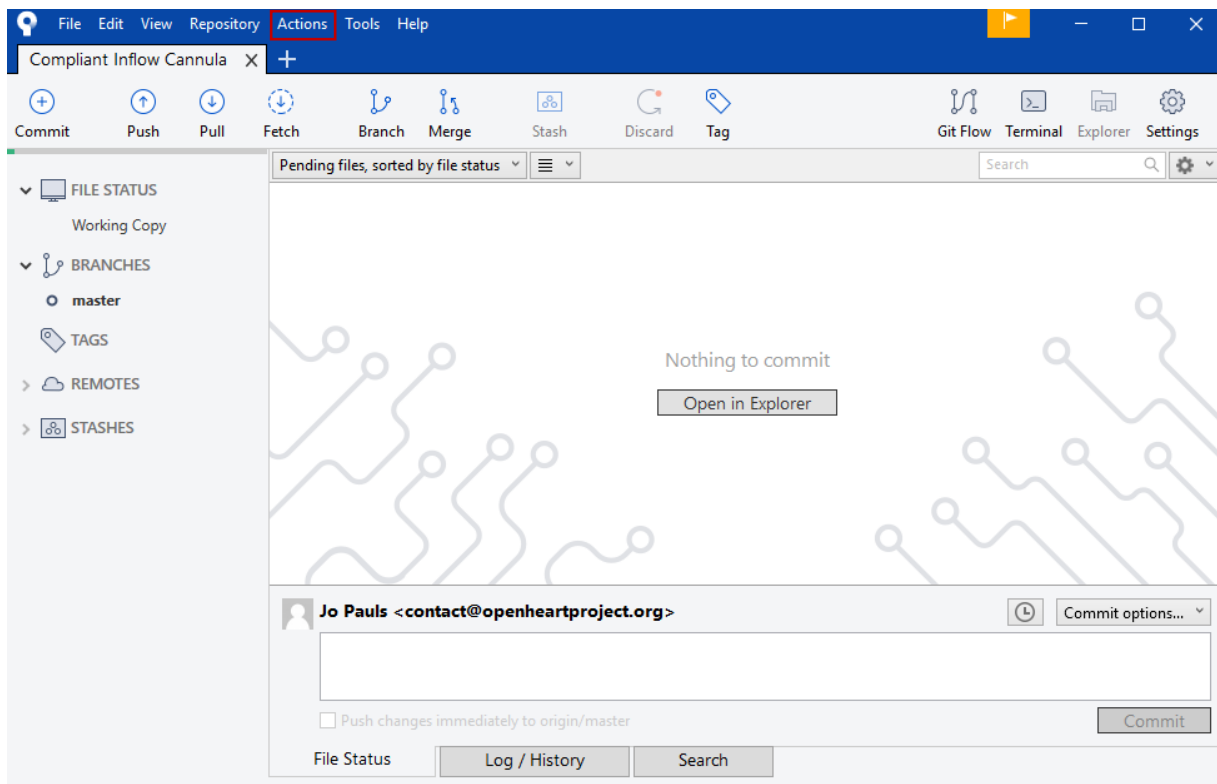 File Edit View Repository Actions Tools Help
Compliant Inflow Cannula
Commit Push Pull Fetch Branch Merge Stash Discard Tag Git Flow Terminal Explorer Settings
Pending files, sorted by file status
Search
FILE STATUS
Working Copy
BRANCHES
master
TAGS
REMOTES
STASHES
Nothing to commit
Open in Explorer
Jo Pauls <contact@openheartproject.org>
Commit options...
Push changes immediately to origin/master
Commit
File Status Log / History Search